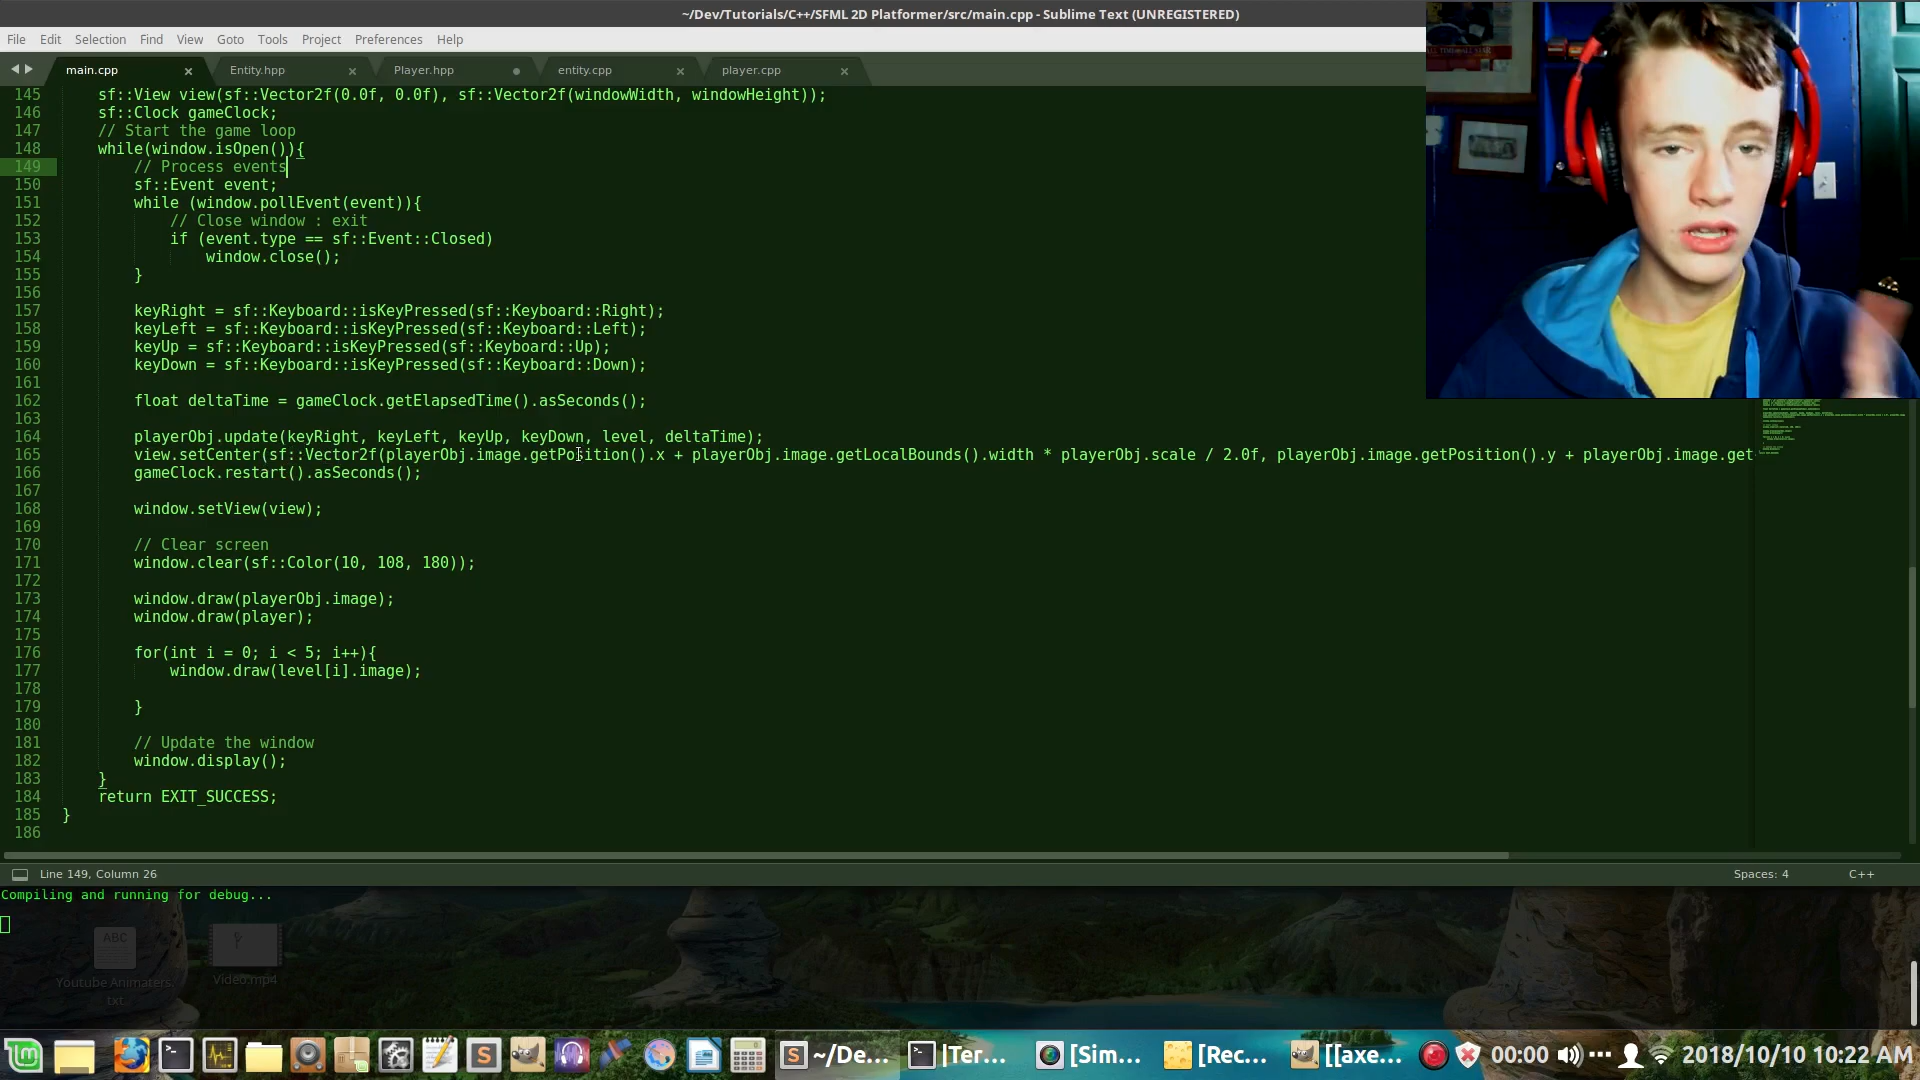 ~/Dev/Tutorials/C++/SFML 2D Platformer/src/main.cpp - Sublime Text (UNREGISTERED)
File Edit Selection Find View Goto Tools Project Preferences Help
main.cpp Entity.hpp Player.hpp entity.cpp player.cpp
145 sf::View view(sf::Vector2f(0.0f, 0.0f), sf::Vector2f(windowWidth, windowHeight));
146 sf::Clock gameClock;
147 // Start the game loop
148 while(window.isOpen()){
149 // Process events
150 sf::Event event;
151 while (window.pollEvent(event)){
152 // Close window : exit
153 if (event.type == sf::Event::Closed)
154 window.close();
155 }
156
157 keyRight = sf::Keyboard::isKeyPressed(sf::Keyboard::Right);
158 keyLeft = sf::Keyboard::isKeyPressed(sf::Keyboard::Left);
159 keyUp = sf::Keyboard::isKeyPressed(sf::Keyboard::Up);
160 keyDown = sf::Keyboard::isKeyPressed(sf::Keyboard::Down);
161
162 float deltaTime = gameClock.getElapsedTime().asSeconds();
163
164 playerObj.update(keyRight, keyLeft, keyUp, keyDown, level, deltaTime);
165 view.setCenter(sf::Vector2f(playerObj.image.getPosition().x + playerObj.image.getLocalBounds().width * playerObj.scale / 2.0f, playerObj.image.getPosition().y + playerObj.image.get
166 gameClock.restart().asSeconds();
167
168 window.setView(view);
169
170 // Clear screen
171 window.clear(sf::Color(10, 108, 180));
172
173 window.draw(playerObj.image);
174 window.draw(player);
175
176 for(int i = 0; i < 5; i++){
177 window.draw(level[i].image);
178
179 }
180
181 // Update the window
182 window.display();
183 }
184 return EXIT_SUCCESS;
185 }
186
Line 149, Column 26 Spaces: 4 C++
Compiling and running for debug...
ABC
Youtube Animaters.
txt
Video.mp4
~/De... [Ter... [Sim... [Rec... [[axe... 00:00 2018/10/10 10:22 AM